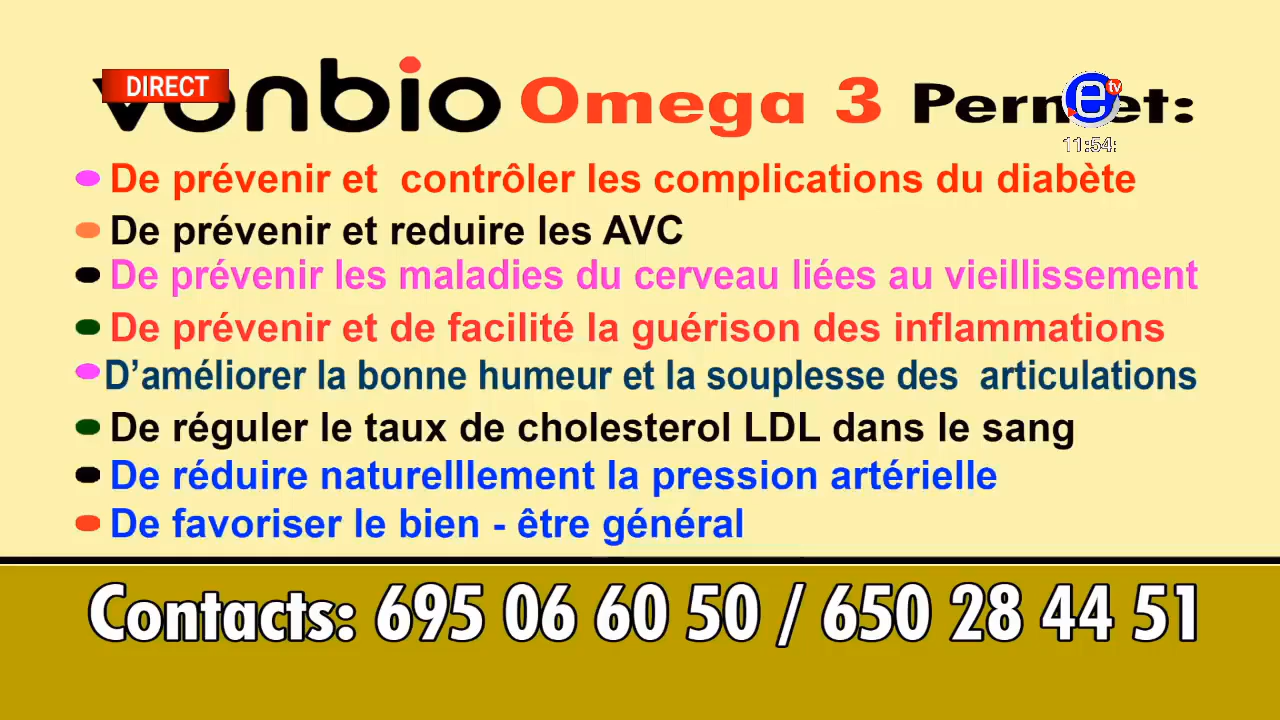 DIRECT
vonbio Omega 3 Permet:
e tv
11:54:
De prévenir et contrôler les complications du diabète
De prévenir et reduire les AVC
De prévenir les maladies du cerveau liées au vieillissement
De prévenir et de facilité la guérison des inflammations
D’améliorer la bonne humeur et la souplesse des articulations
De réguler le taux de cholesterol LDL dans le sang
De réduire naturelllement la pression artérielle
De favoriser le bien - être général
Contacts: 695 06 60 50 / 650 28 44 51